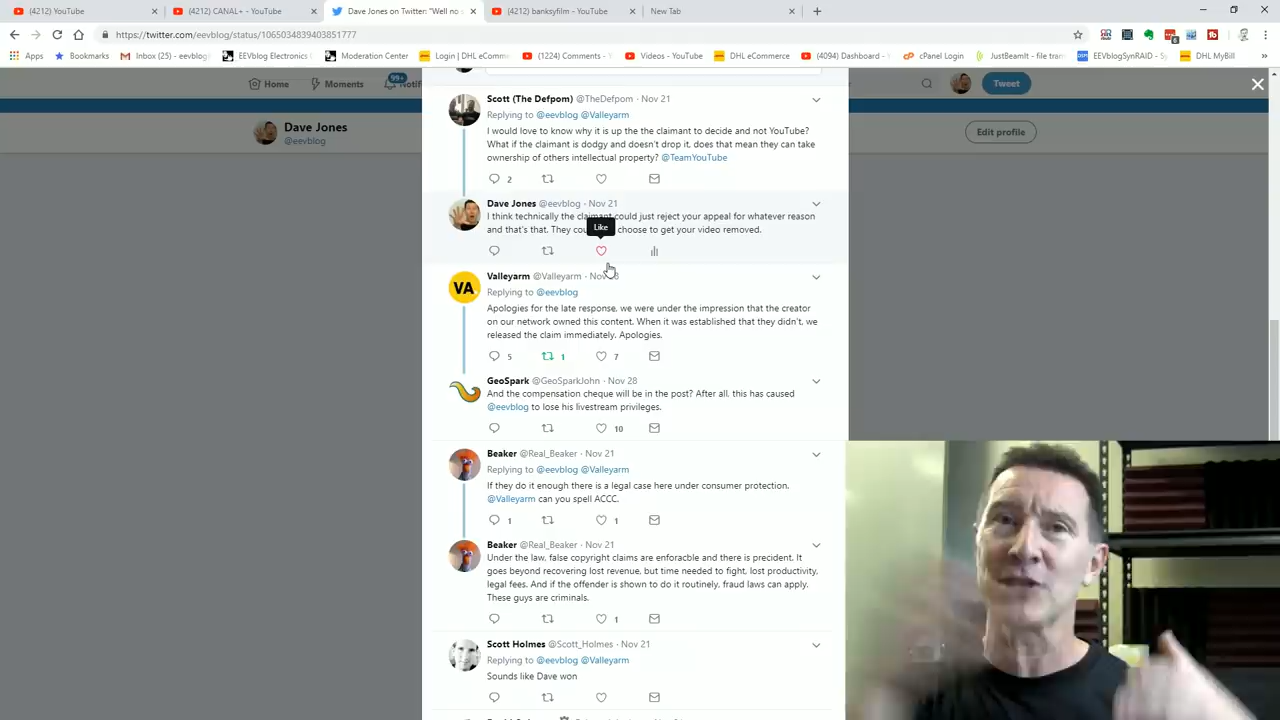 (4212) YouTube
(4212) CANAL+ - YouTube
Dave Jones on Twitter: "Well no s
(4212) banksyfilm - YouTube
New Tab
https://twitter.com/eevblog/status/1065034839403851777
Apps
Bookmarks
Inbox (25) - eevblog
EEVblog Electronics E
Moderation Center
Login | DHL eComme
(1224) Comments - Y
Videos - YouTube
DHL eCommerce
(4094) Dashboard - Y
cPanel Login
JustBeamIt - file tran
EEVblogSynRAID - D
DHL MyBill
Home
Moments
99+
Notif
Tweet
Dave Jones
@eevblog
Edit profile
Scott (The Defpom) @TheDefpom · Nov 21
Replying to @eevblog @Valleyarm
I would love to know why it is up the the claimant to decide and not YouTube?
What if the claimant is dodgy and doesn't drop it, does that mean they can take
ownership of others intellectual property? @TeamYouTube
2
Dave Jones @eevblog · Nov 21
I think technically the claimant could just reject your appeal for whatever reason
and that's that. They cou choose to get your video removed.
Like
Valleyarm @Valleyarm · Nov 28
Replying to @eevblog
VA
Apologies for the late response, we were under the impression that the creator
on our network owned this content. When it was established that they didn't, we
released the claim immediately. Apologies.
5 1 7
GeoSpark @GeoSparkJohn · Nov 28
And the compensation cheque will be in the post? After all, this has caused
@eevblog to lose his livestream privileges.
10
Beaker @Real_Beaker · Nov 21
Replying to @eevblog @Valleyarm
If they do it enough there is a legal case here under consumer protection.
@Valleyarm can you spell ACCC.
1 1
Beaker @Real_Beaker · Nov 21
Under the law, false copyright claims are enforacble and there is precident. It
goes beyond recovering lost revenue, but time needed to fight, lost productivity,
legal fees. And if the offender is shown to do it routinely, fraud laws can apply.
These guys are criminals.
1
Scott Holmes @Scott_Holmes · Nov 21
Replying to @eevblog @Valleyarm
Sounds like Dave won